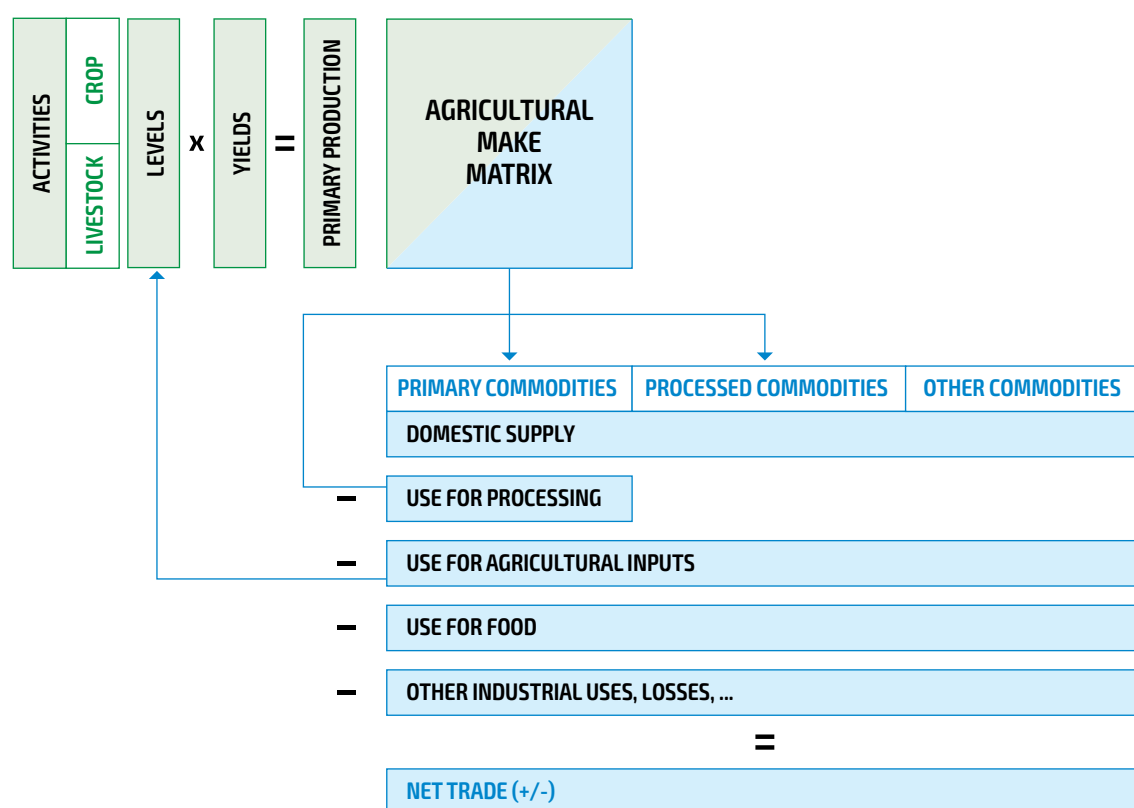 ACTIVITIES
CROP
LIVESTOCK
LEVELS
x
YIELDS
=
PRIMARY PRODUCTION
AGRICULTURAL
MAKE
MATRIX
PRIMARY COMMODITIES
PROCESSED COMMODITIES
OTHER COMMODITIES
DOMESTIC SUPPLY
– USE FOR PROCESSING
– USE FOR AGRICULTURAL INPUTS
– USE FOR FOOD
– OTHER INDUSTRIAL USES, LOSSES, ...
=
NET TRADE (+/-)